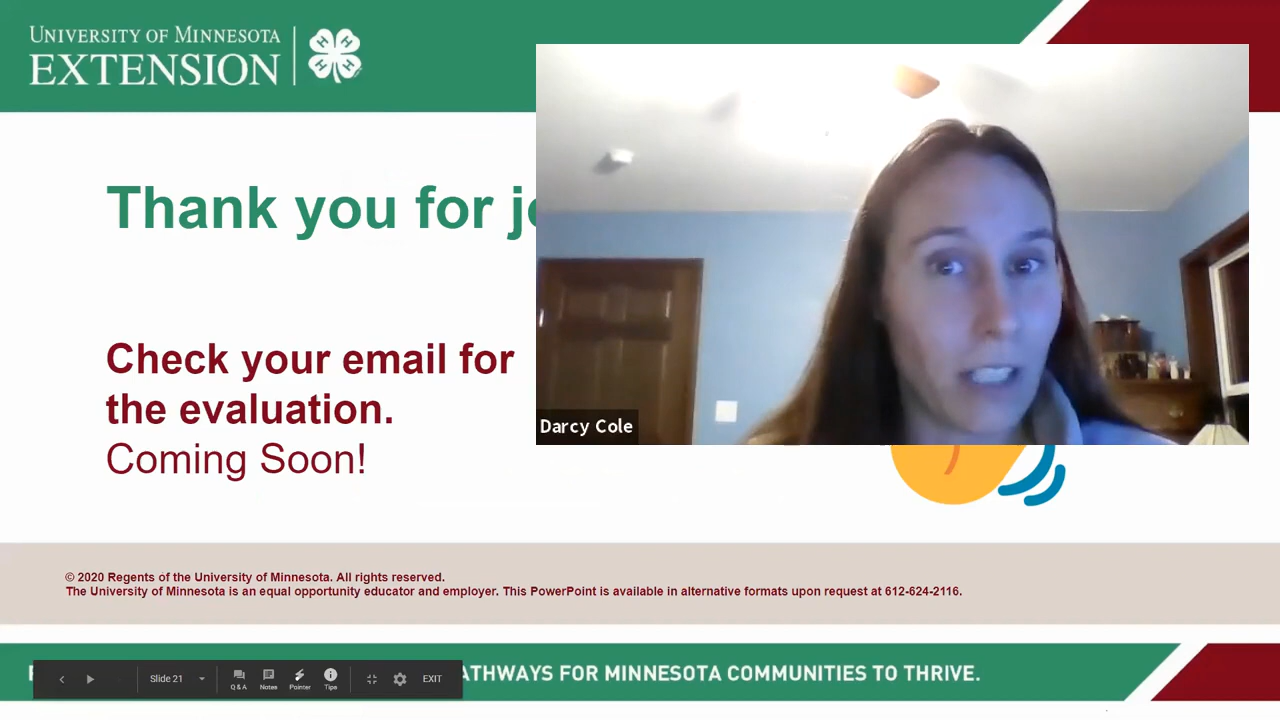 UNIVERSITY OF MINNESOTA
EXTENSION
H H
H H
Thank you for
Check your email for
the evaluation.
Coming Soon!
Darcy Cole
© 2020 Regents of the University of Minnesota. All rights reserved.
The University of Minnesota is an equal opportunity educator and employer. This PowerPoint is available in alternative formats upon request at 612-624-2116.
FOR MINNESOTA COMMUNITIES TO THRIVE.
Slide 21
Q & A
Notes
Pointer
Tips
EXIT